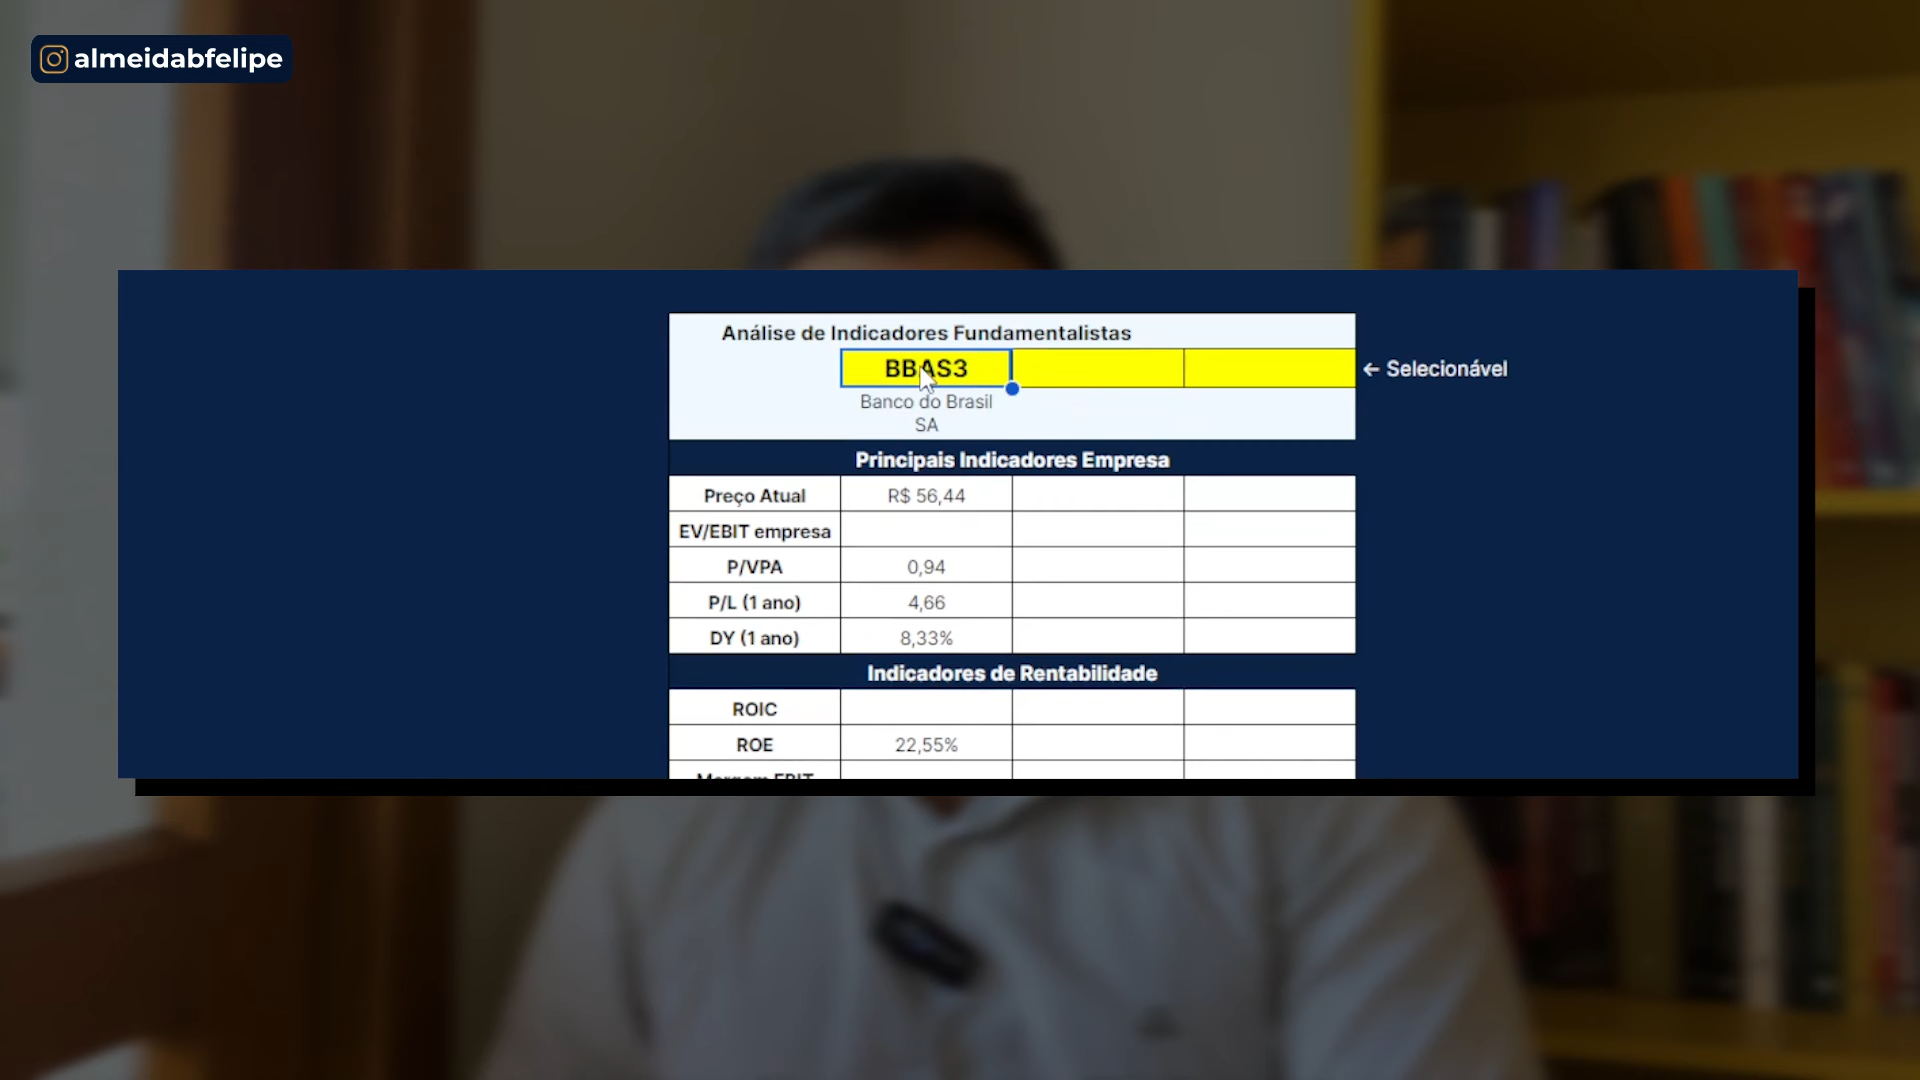 almeidabfelipe
Análise de Indicadores Fundamentalistas
BBAS3
← Selecionável
Banco do Brasil
SA
Principais Indicadores Empresa
Preço Atual R$ 56,44
EV/EBIT empresa
P/VPA 0,94
P/L (1 ano) 4,66
DY (1 ano) 8,33%
Indicadores de Rentabilidade
ROIC
ROE 22,55%
Margem EBIT